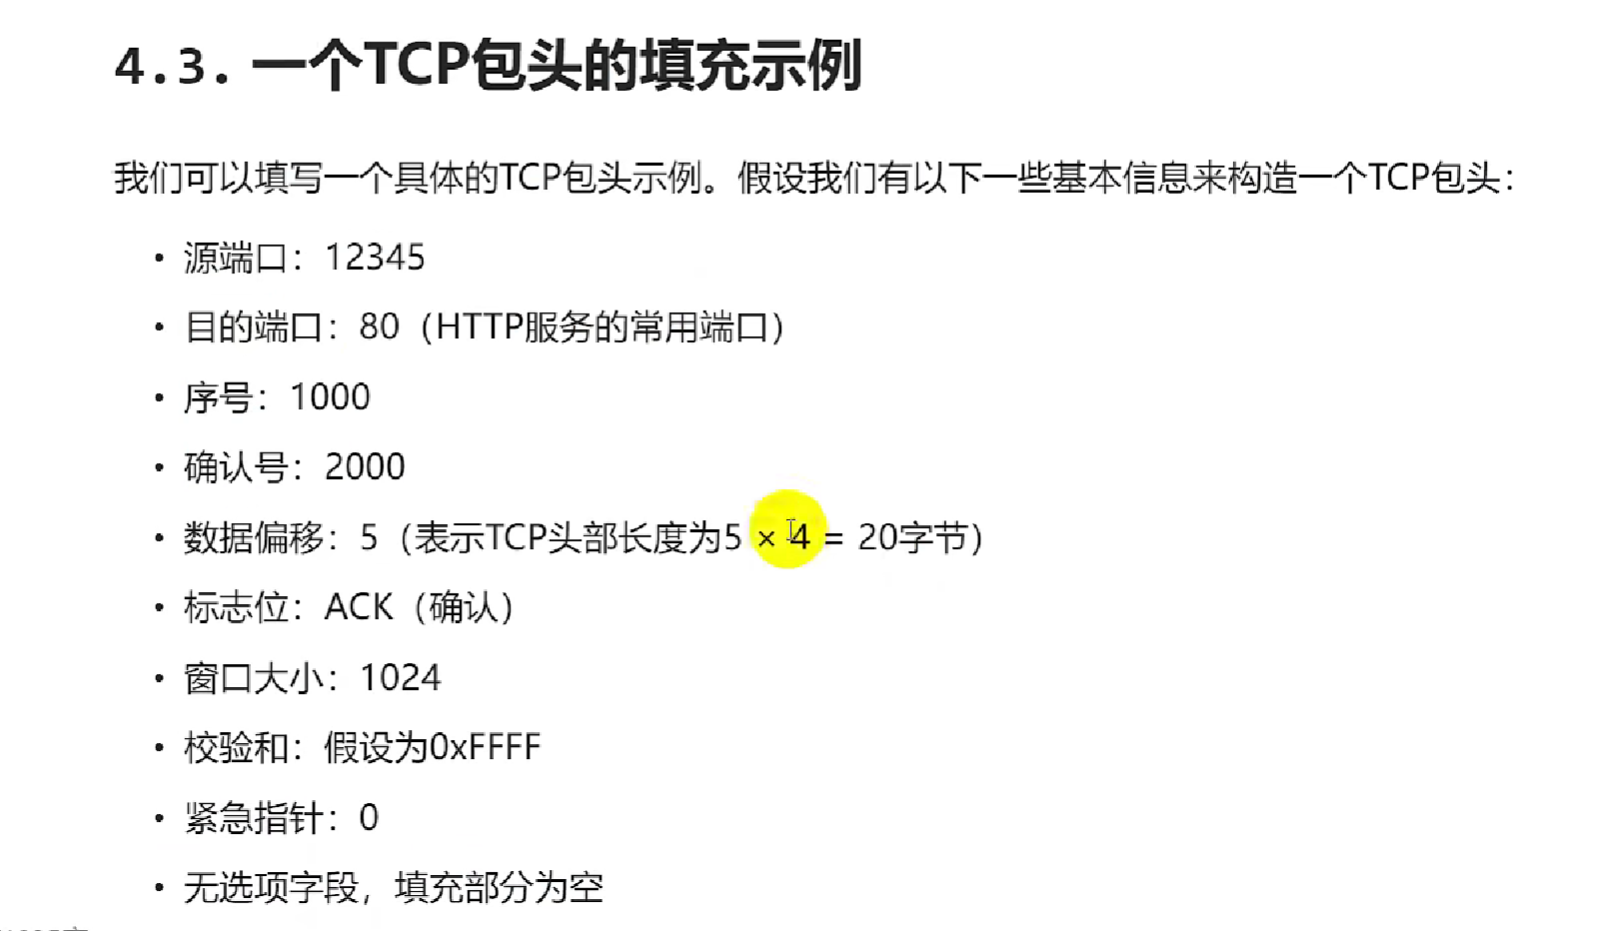 4.3. 一个TCP包头的填充示例
我们可以填写一个具体的TCP包头示例。假设我们有以下一些基本信息来构造一个TCP包头：
• 源端口：12345
• 目的端口：80（HTTP服务的常用端口）
• 序号：1000
• 确认号：2000
• 数据偏移：5（表示TCP头部长度为5 × 4 = 20字节）
• 标志位：ACK（确认）
• 窗口大小：1024
• 校验和：假设为0xFFFF
• 紧急指针：0
• 无选项字段，填充部分为空